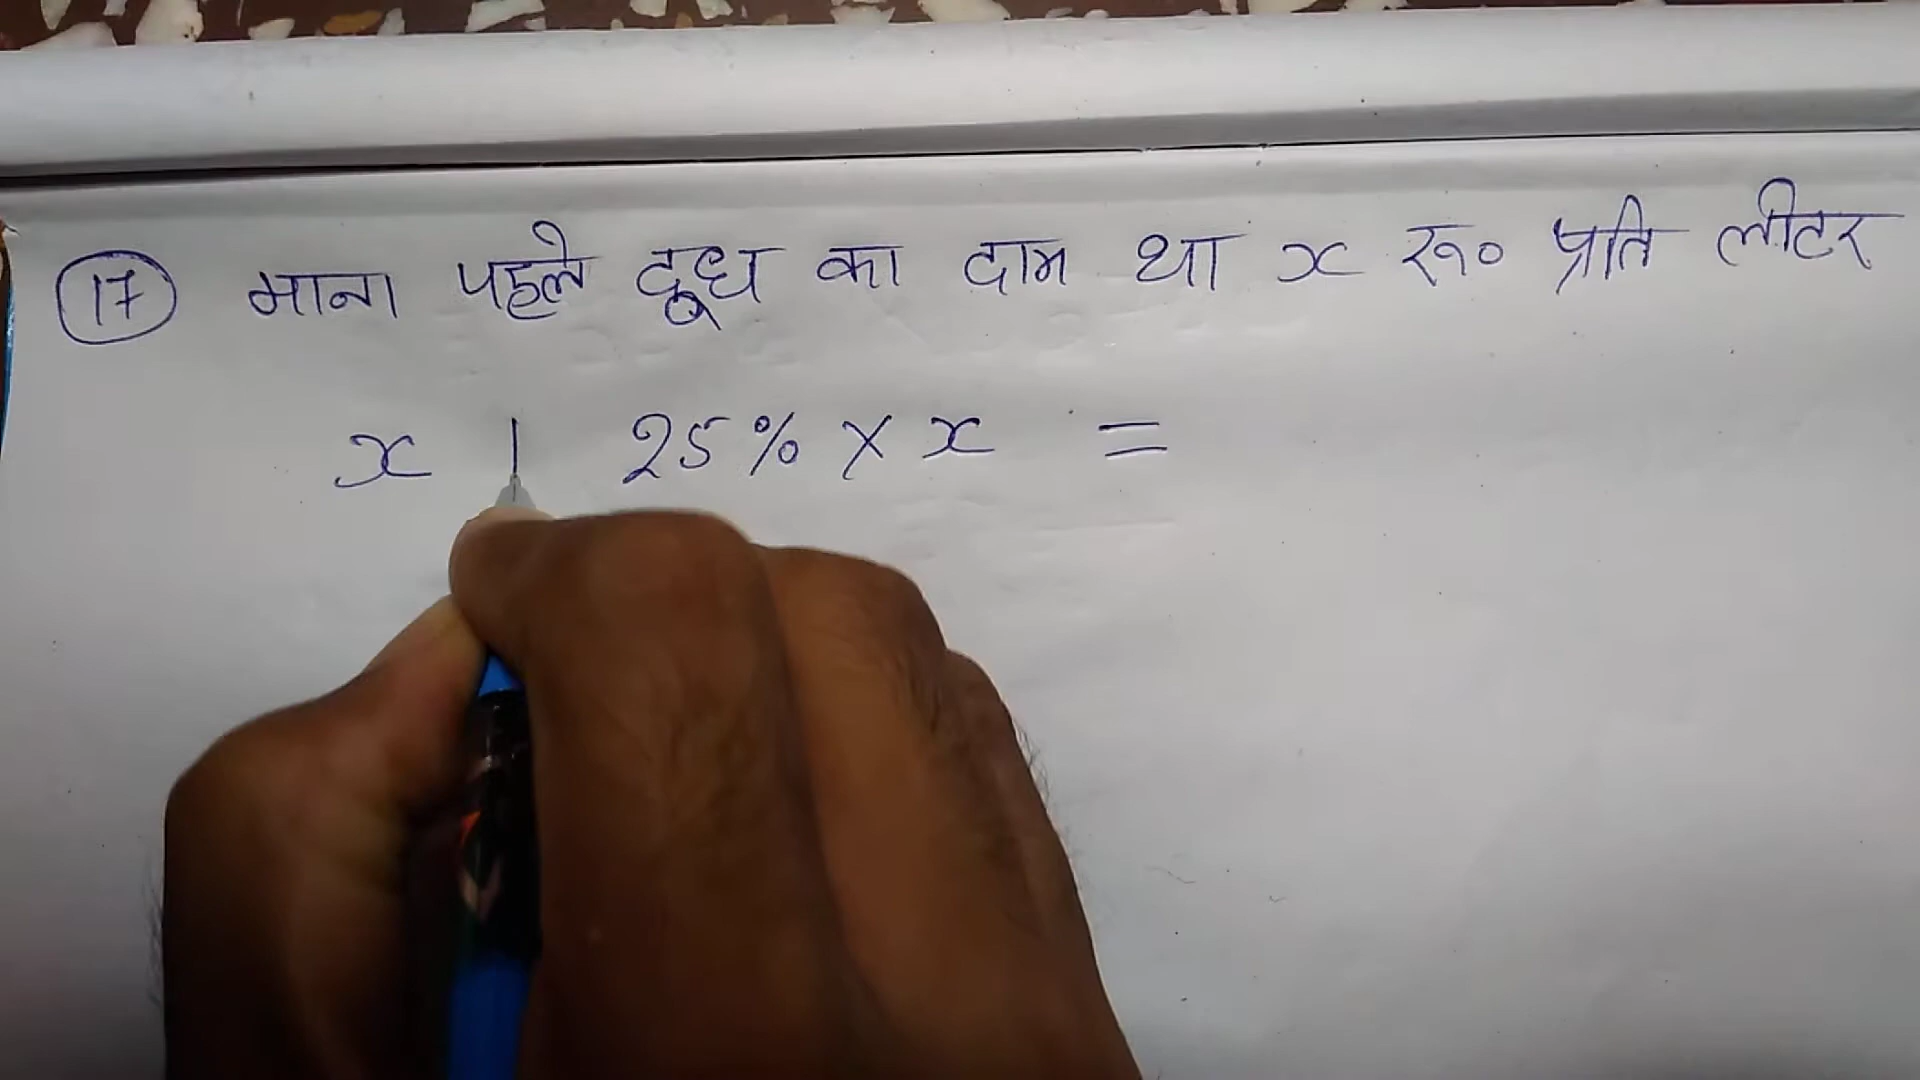 17 माना पहले दूध का दाम था x रू० प्रति लीटर
x | 25% × x =